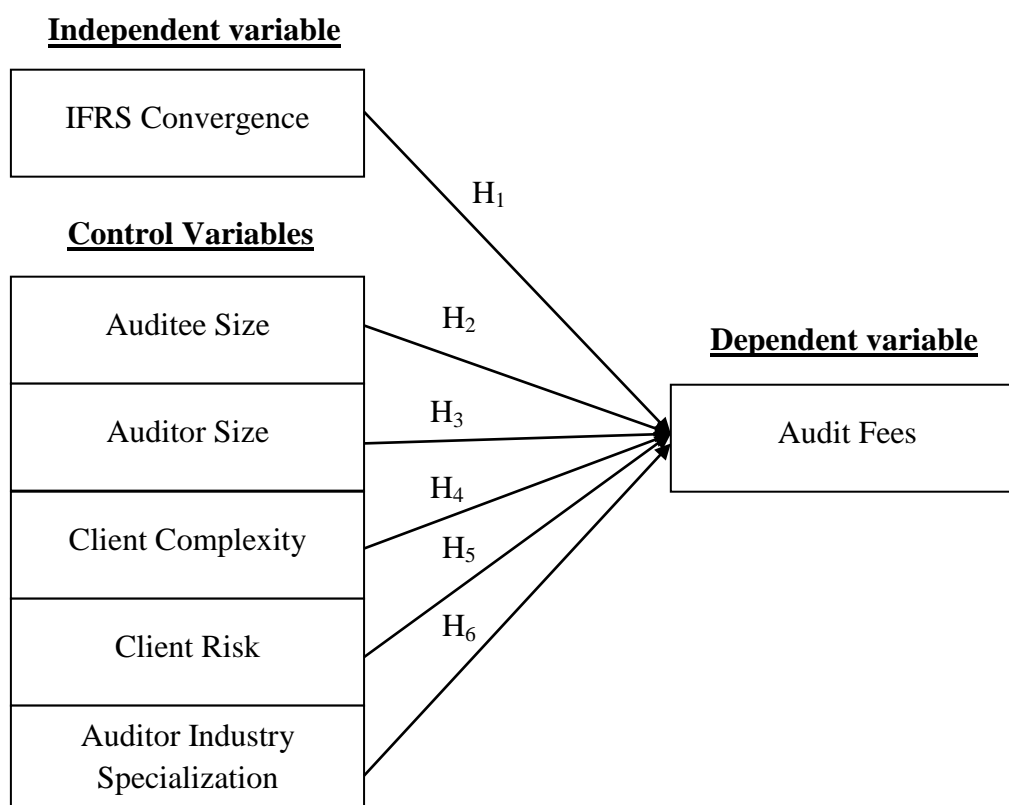 Independent variable
IFRS Convergence
H₁
Control Variables
Auditee Size
H₂
Dependent variable
Auditor Size
H₃
Audit Fees
Client Complexity
H₄
H₅
Client Risk
H₆
Auditor Industry
Specialization